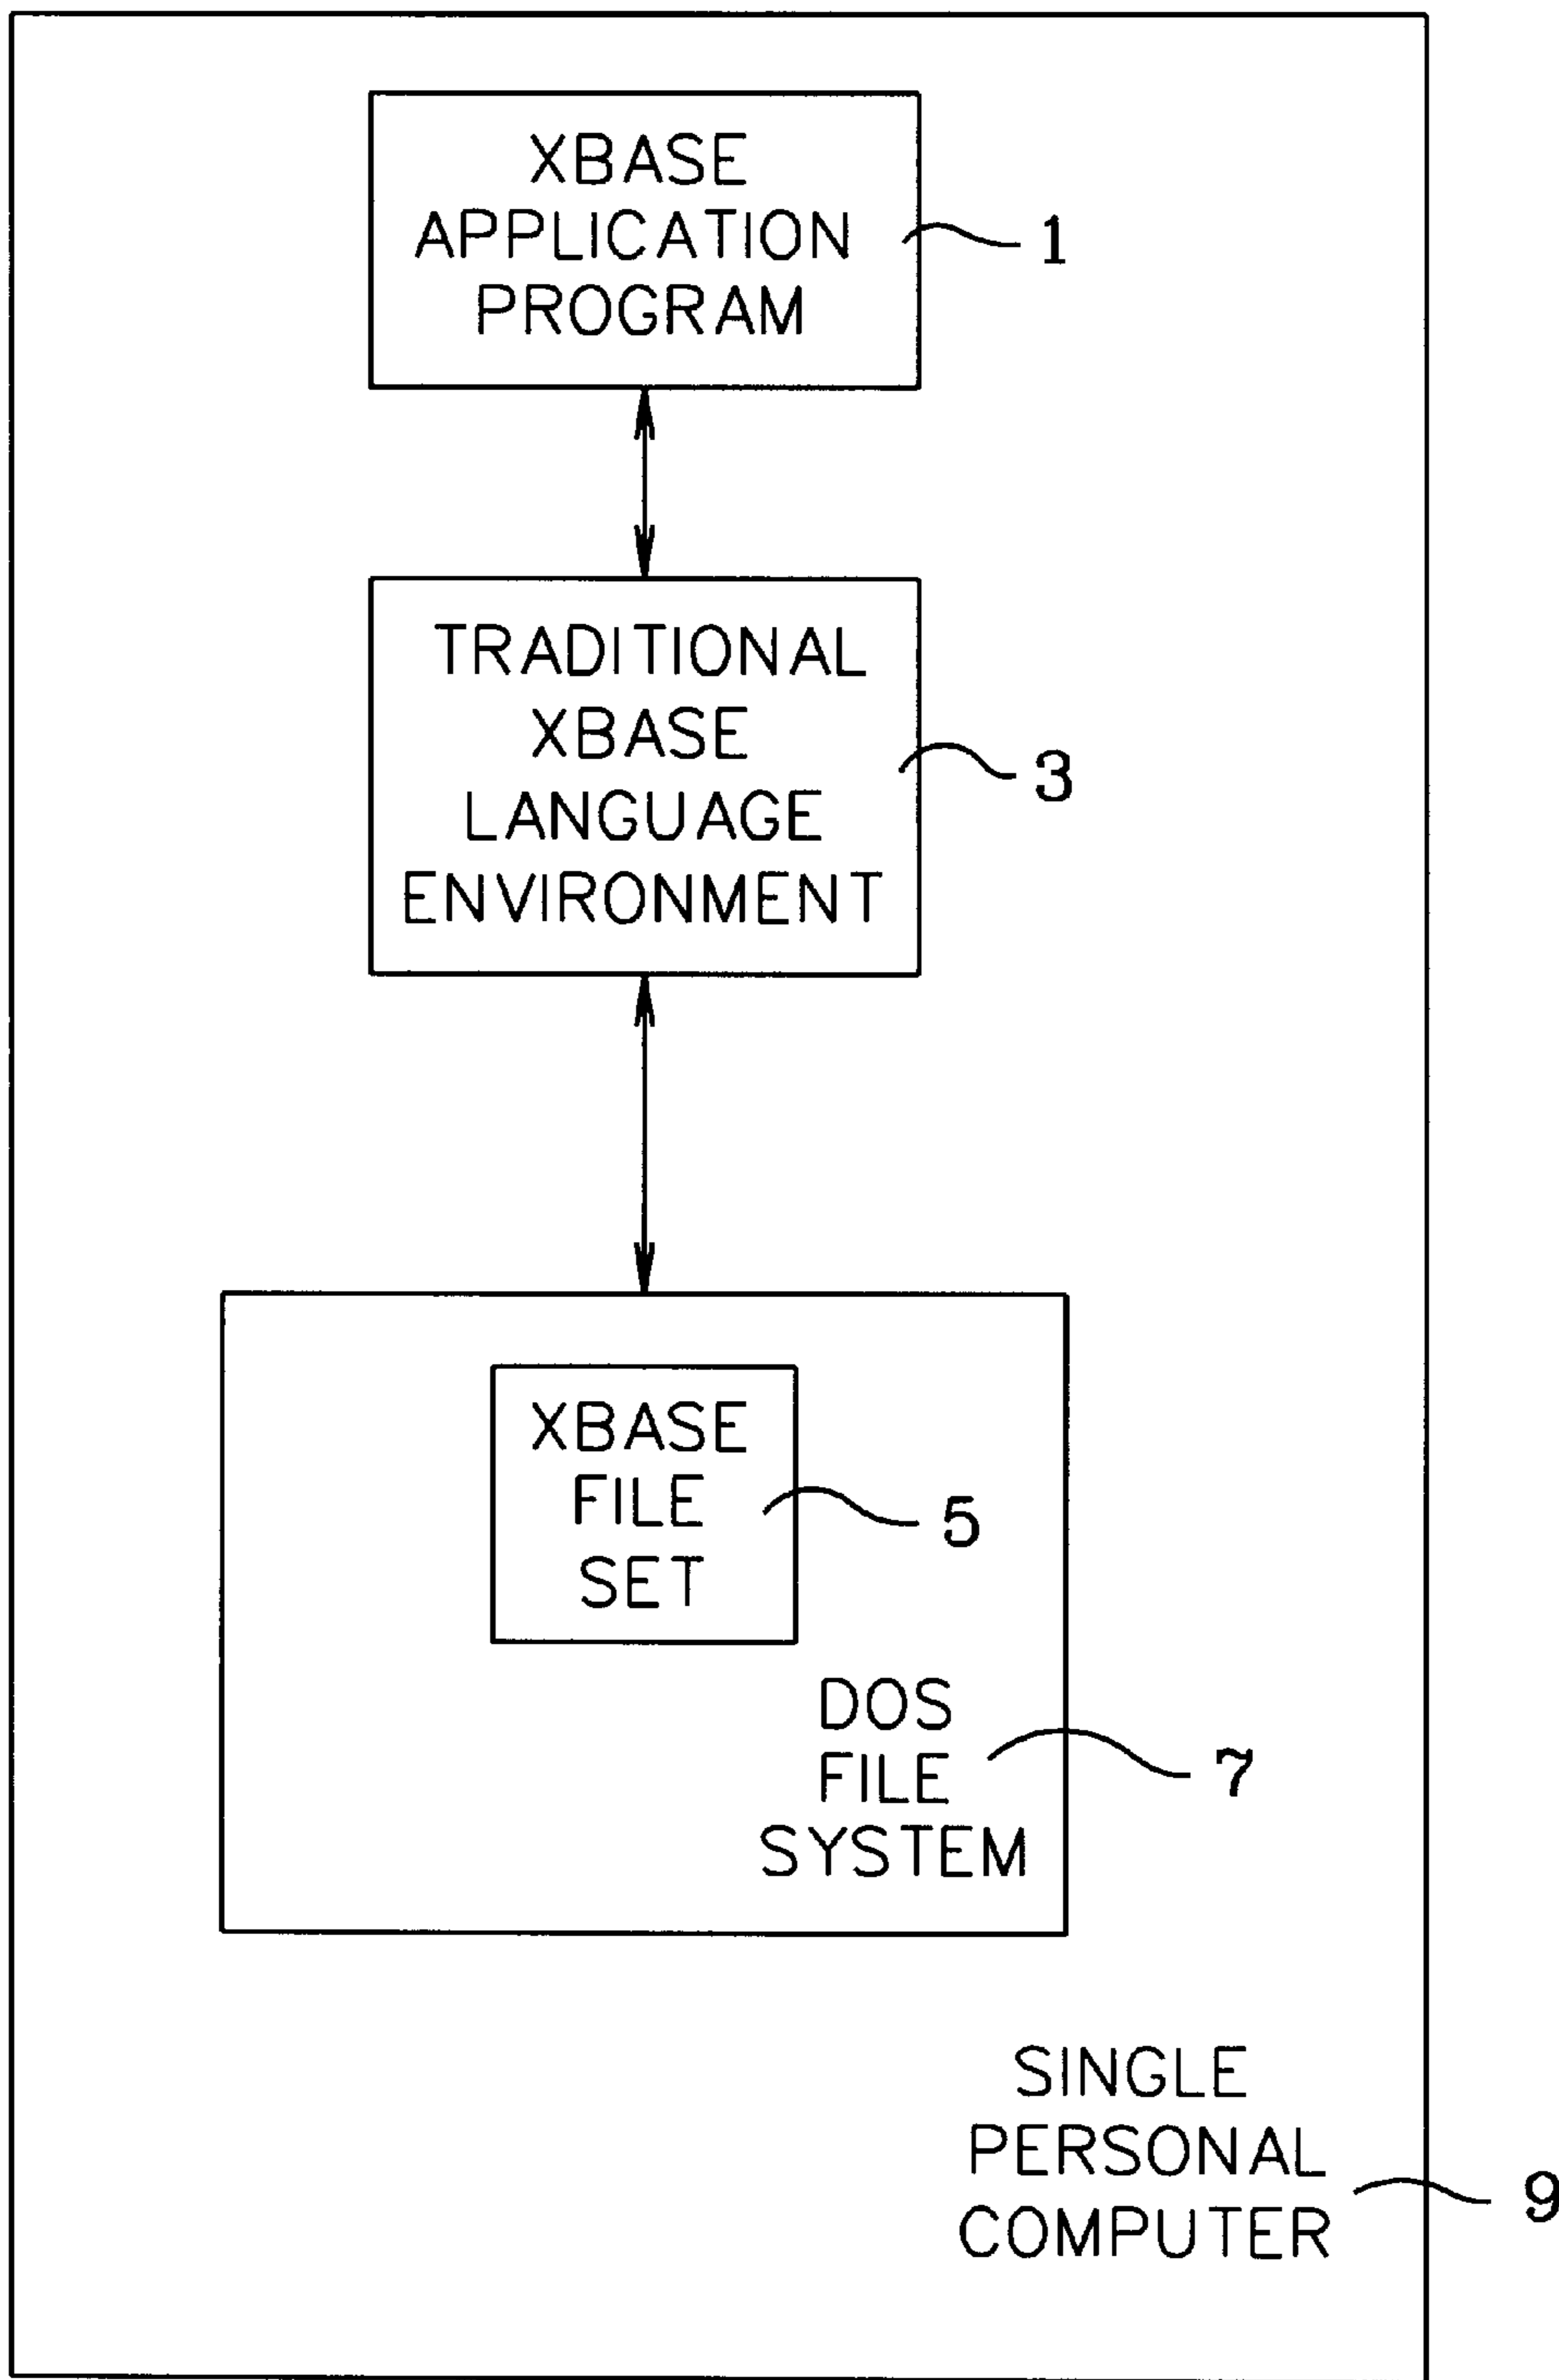 XBASE
APPLICATION
PROGRAM
1
TRADITIONAL
XBASE
LANGUAGE
ENVIRONMENT
3
XBASE
FILE
SET
5
DOS
FILE
SYSTEM
7
SINGLE
PERSONAL
COMPUTER
9